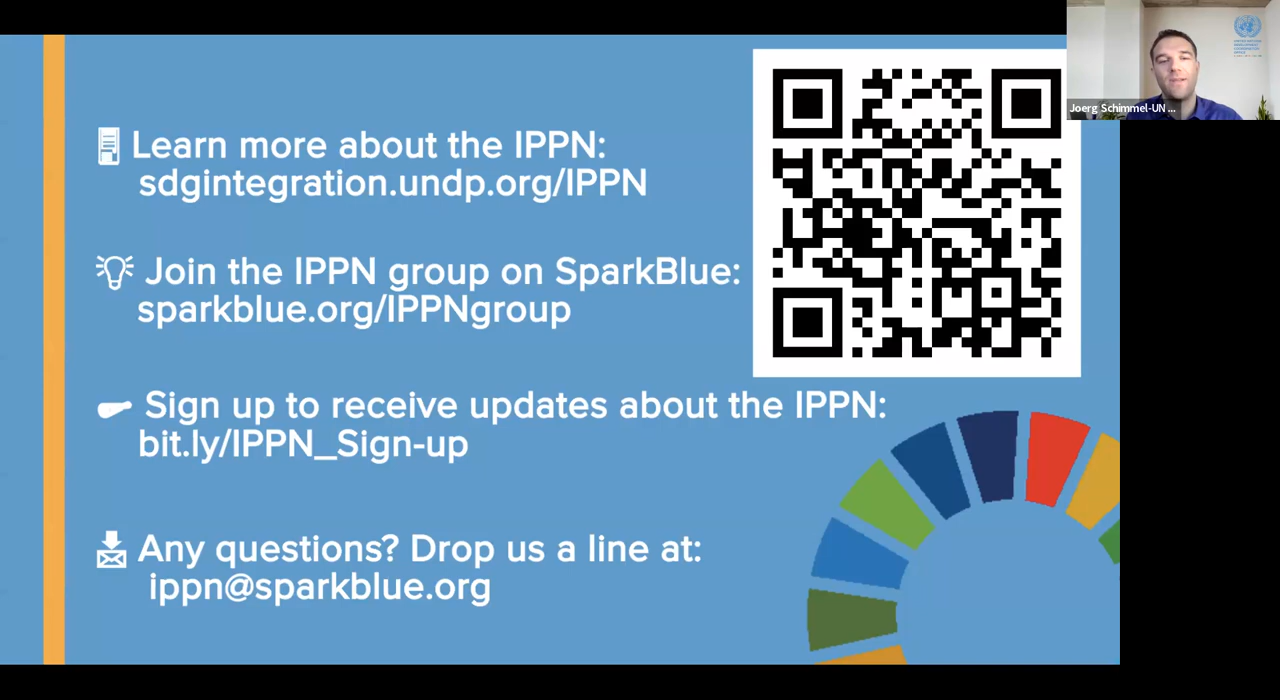 Learn more about the IPPN:
sdgintegration.undp.org/IPPN
Join the IPPN group on SparkBlue:
sparkblue.org/IPPNgroup
Sign up to receive updates about the IPPN:
bit.ly/IPPN_Sign-up
Any questions? Drop us a line at:
ippn@sparkblue.org
Joerg Schimmel-UN ...